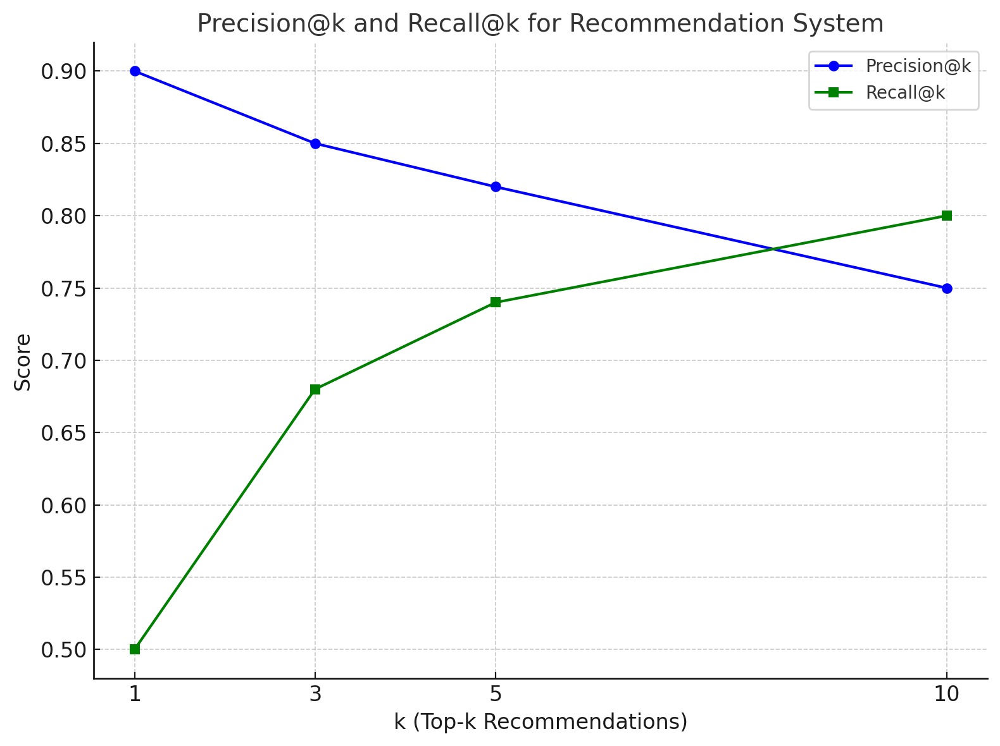 Precision@k and Recall@k for Recommendation System
Precision@k
Recall@k
0.90
0.85
0.80
0.75
0.70
0.65
0.60
0.55
0.50
Score
1 3 5 10
k (Top-k Recommendations)